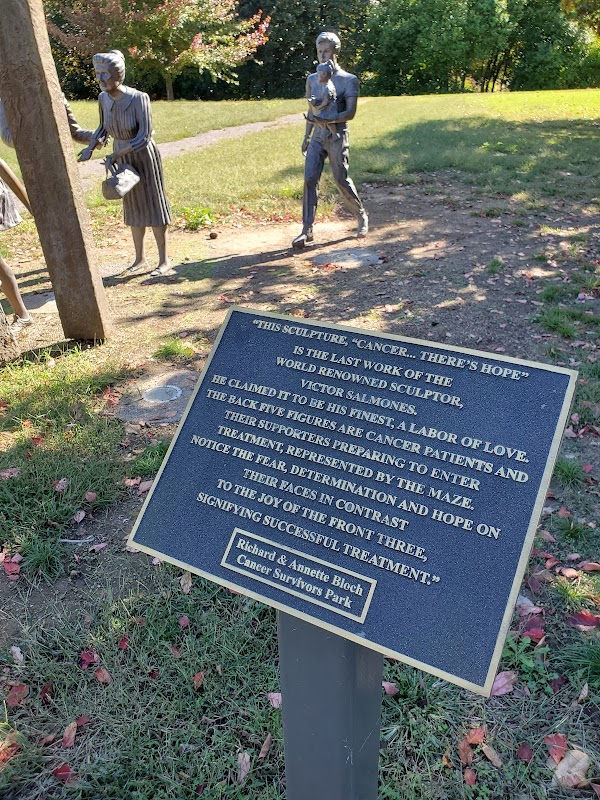 "THIS SCULPTURE, "CANCER... THERE'S HOPE"
IS THE LAST WORK OF THE
WORLD RENOWNED SCULPTOR,
VICTOR SALMONES.
HE CLAIMED IT TO BE HIS FINEST, A LABOR OF LOVE.
THE BACK FIVE FIGURES ARE CANCER PATIENTS AND
THEIR SUPPORTERS PREPARING TO ENTER
TREATMENT, REPRESENTED BY THE MAZE.
NOTICE THE FEAR, DETERMINATION AND HOPE ON
THEIR FACES IN CONTRAST
TO THE JOY OF THE FRONT THREE,
SIGNIFYING SUCCESSFUL TREATMENT."
Richard & Annette Bloch
Cancer Survivors Park